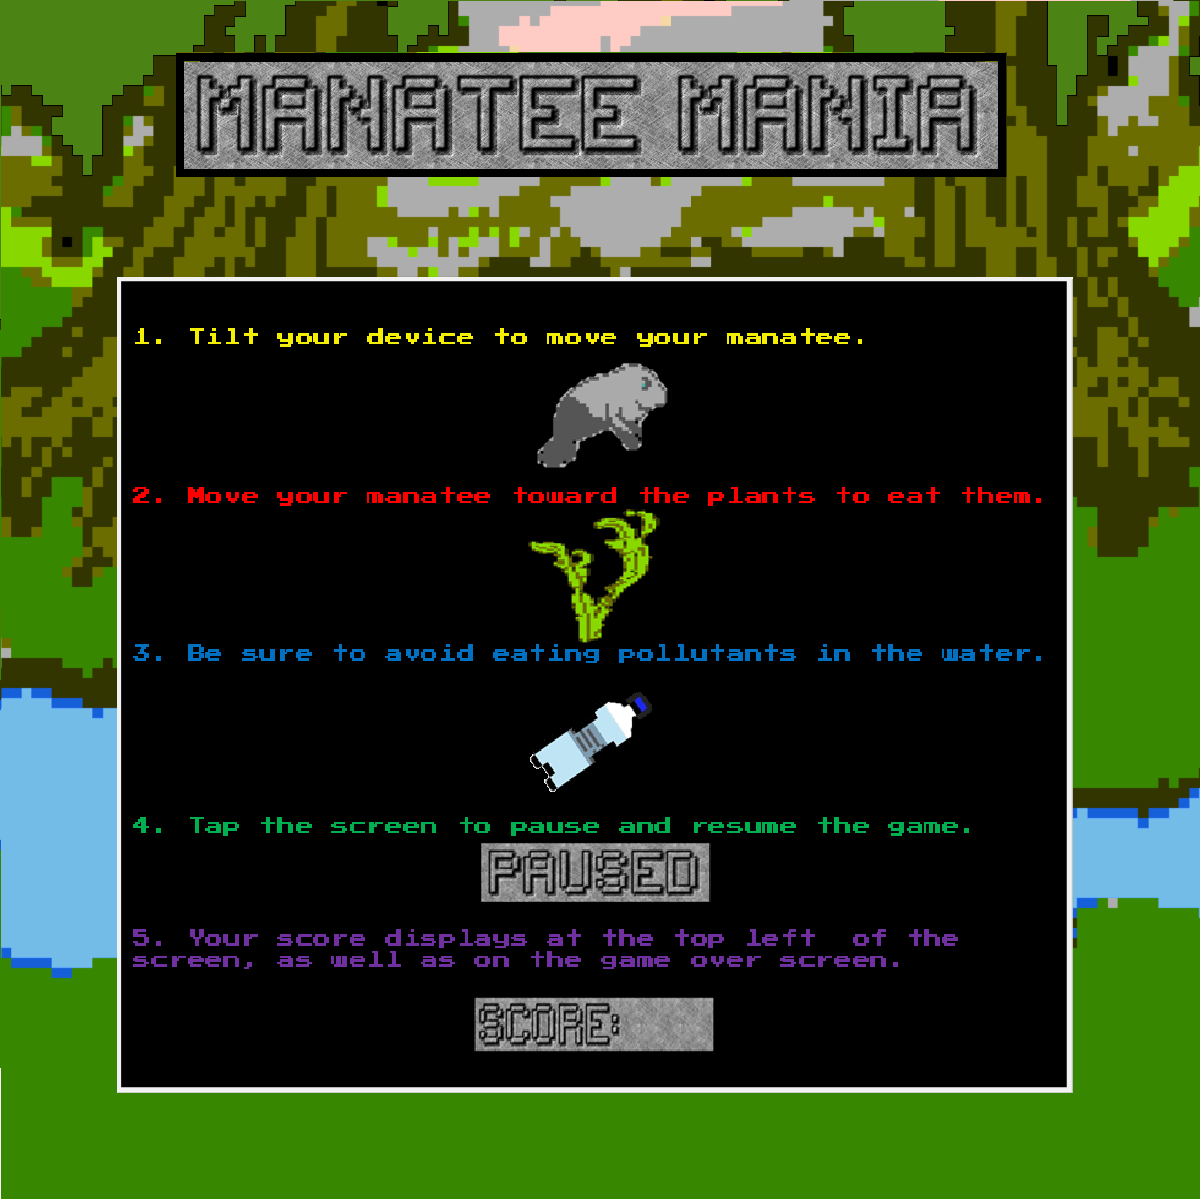 MANATEE MANIA
1. Tilt your device to move your manatee.
2. Move your manatee toward the plants to eat them.
3. Be sure to avoid eating pollutants in the water.
4. Tap the screen to pause and resume the game.
PAUSED
5. Your score displays at the top left of the
screen, as well as on the game over screen.
SCORE: